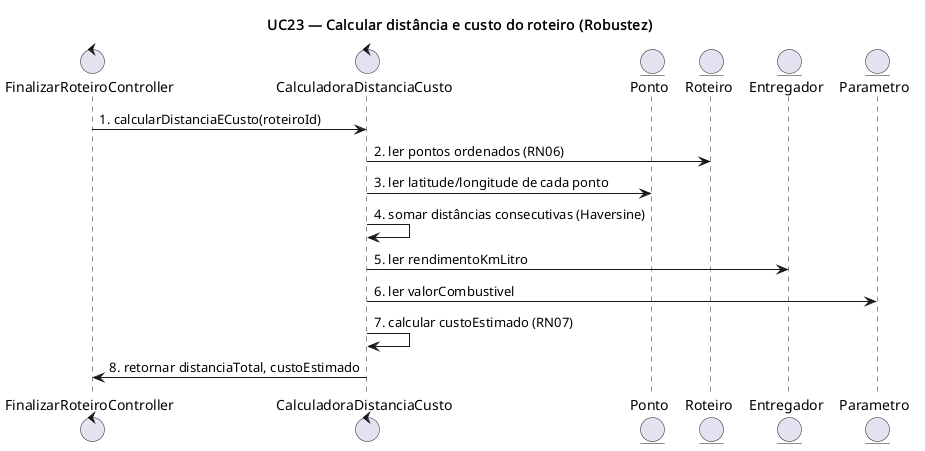 UC23 — Calcular distância e custo do roteiro (Robustez)
FinalizarRoteiroController
CalculadoraDistanciaCusto
Ponto
Roteiro
Entregador
Parametro
1. calcularDistanciaECusto(roteiroId)
2. ler pontos ordenados (RN06)
3. ler latitude/longitude de cada ponto
4. somar distâncias consecutivas (Haversine)
5. ler rendimentoKmLitro
6. ler valorCombustivel
7. calcular custoEstimado (RN07)
8. retornar distanciaTotal, custoEstimado
FinalizarRoteiroController
CalculadoraDistanciaCusto
Ponto
Roteiro
Entregador
Parametro